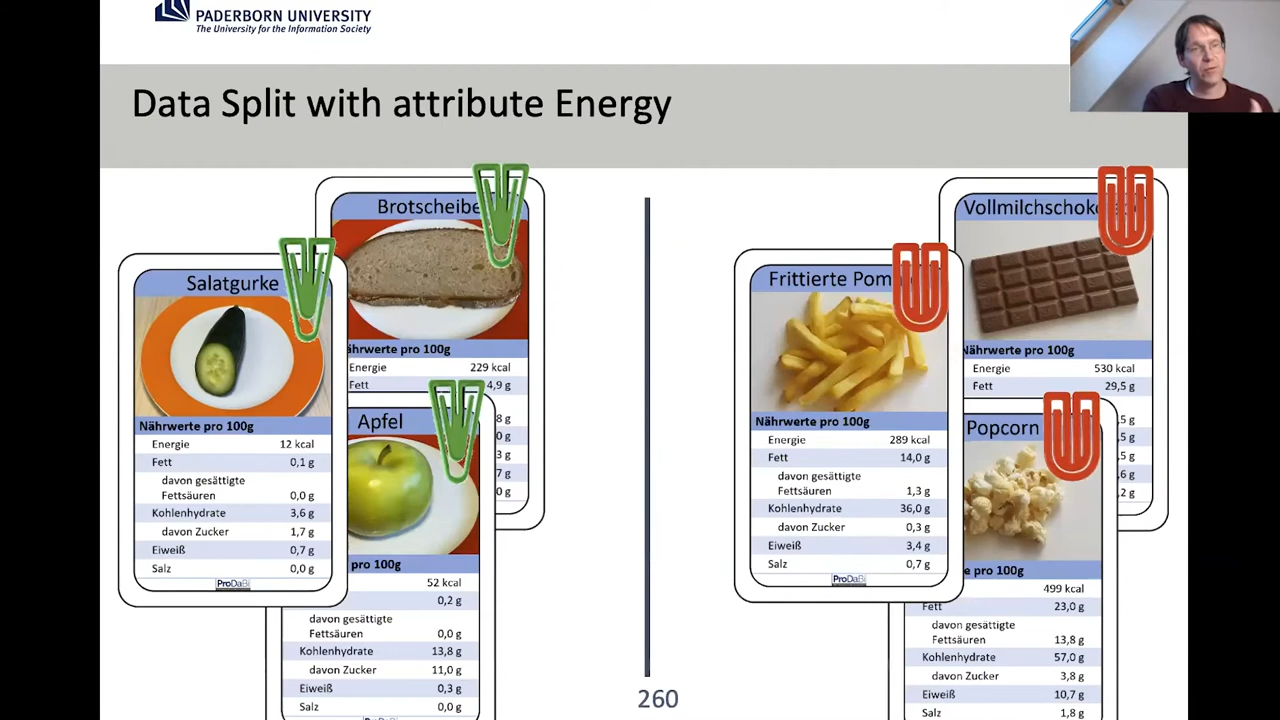 PADERBORN UNIVERSITY
The University for the Information Society
Data Split with attribute Energy
Brotscheibe
Nährwerte pro 100g
Energie 229 kcal
Fett 4,9 g
Salatgurke
Nährwerte pro 100g
Energie 12 kcal
Fett 0,1 g
davon gesättigte
Fettsäuren 0,0 g
Kohlenhydrate 3,6 g
davon Zucker 1,7 g
Eiweiß 0,7 g
Salz 0,0 g
ProDaBi
Apfel
pro 100g
52 kcal
0,2 g
davon gesättigte
Fettsäuren 0,0 g
Kohlenhydrate 13,8 g
davon Zucker 11,0 g
Eiweiß 0,3 g
Salz 0,0 g
260
Vollmilchschok
Nährwerte pro 100g
Energie 530 kcal
Fett 29,5 g
Frittierte Pom
Nährwerte pro 100g
Energie 289 kcal
Fett 14,0 g
davon gesättigte
Fettsäuren 1,3 g
Kohlenhydrate 36,0 g
davon Zucker 0,3 g
Eiweiß 3,4 g
Salz 0,7 g
ProDaBi
Popcorn
pro 100g
499 kcal
Fett 23,0 g
davon gesättigte
Fettsäuren 13,8 g
Kohlenhydrate 57,0 g
davon Zucker 3,8 g
Eiweiß 10,7 g
Salz 1,8 g